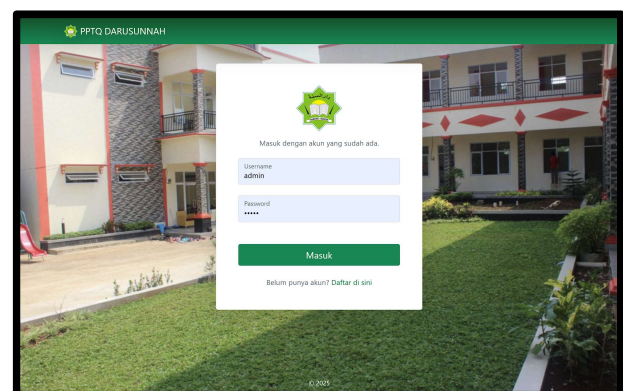 PPTQ DARUSUNNAH
Masuk dengan akun yang sudah ada.
Username
admin
Password
•••••
Masuk
Belum punya akun? Daftar di sini
© 2025